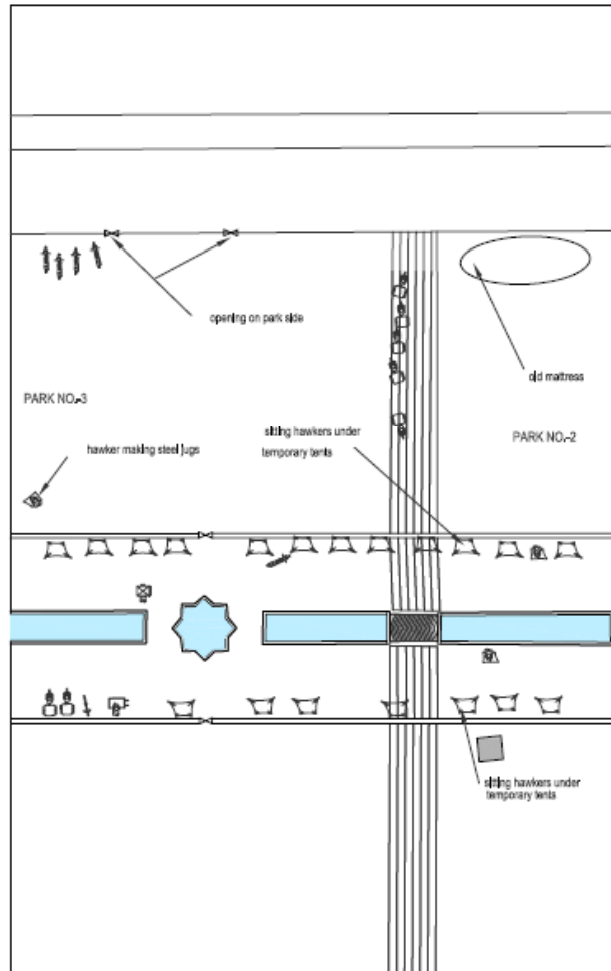 opening on park side
old mattress
PARK NO.-3
sitting hawkers under
temporary tents
PARK NO.-2
hawker making steel jugs
sitting hawkers under
temporary tents